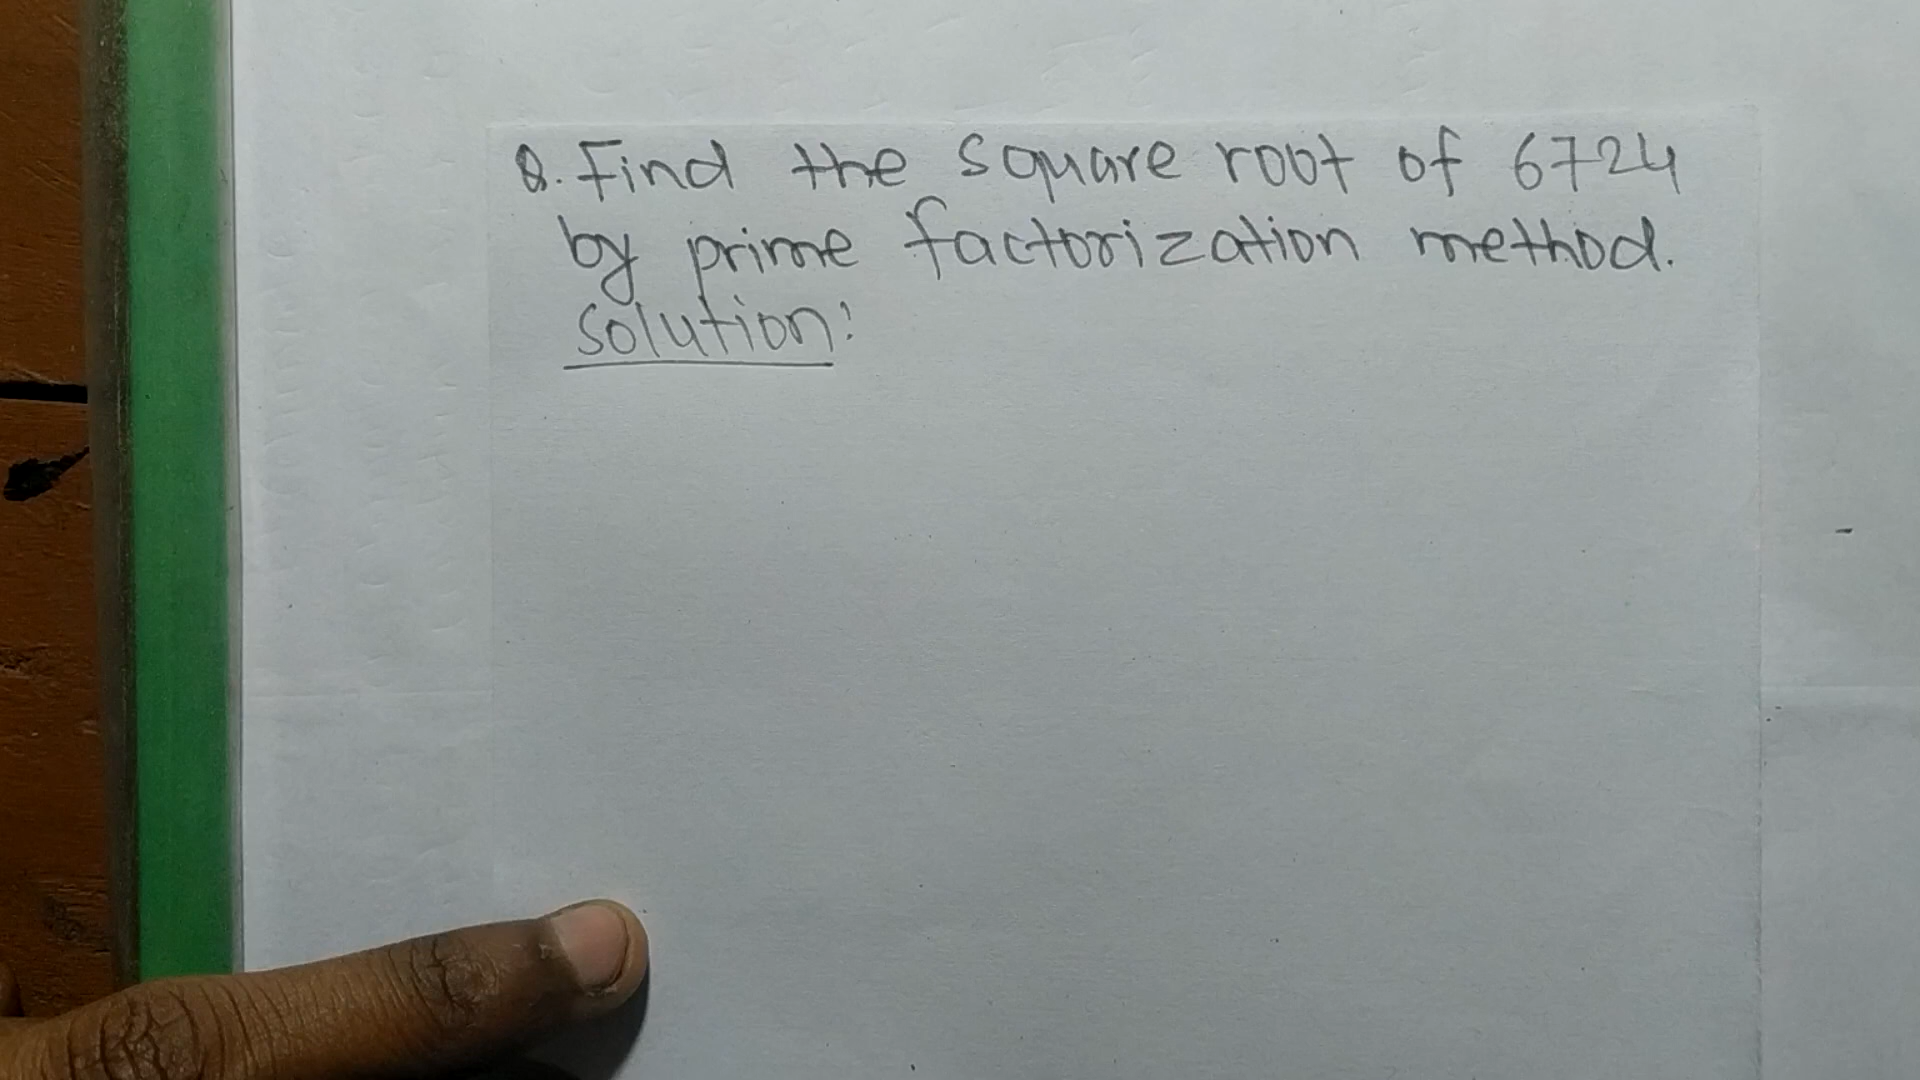 Q. Find the square root of 6724
by prime factorization method.
Solution: